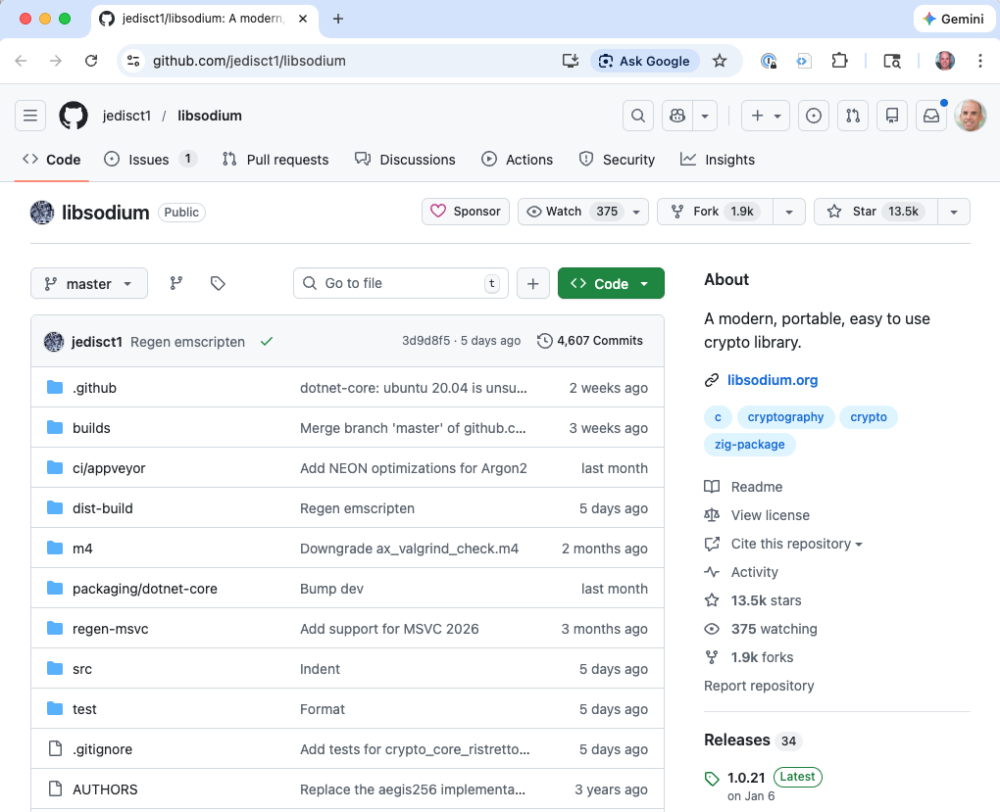 jedisct1/libsodium: A modern,
Gemini
github.com/jedisct1/libsodium
Ask Google
jedisct1 / libsodium
Code
Issues 1
Pull requests
Discussions
Actions
Security
Insights
libsodium Public
Sponsor
Watch 375
Fork 1.9k
Star 13.5k
master
Go to file t
Code
jedisct1 Regen emscripten 3d9d8f5 · 5 days ago 4,607 Commits
.github dotnet-core: ubuntu 20.04 is unsu... 2 weeks ago
builds Merge branch 'master' of github.c... 3 weeks ago
ci/appveyor Add NEON optimizations for Argon2 last month
dist-build Regen emscripten 5 days ago
m4 Downgrade ax_valgrind_check.m4 2 months ago
packaging/dotnet-core Bump dev last month
regen-msvc Add support for MSVC 2026 3 months ago
src Indent 5 days ago
test Format 5 days ago
.gitignore Add tests for crypto_core_ristretto... 5 days ago
AUTHORS Replace the aegis256 implementa... 3 years ago
About
A modern, portable, easy to use
crypto library.
libsodium.org
c cryptography crypto
zig-package
Readme
View license
Cite this repository
Activity
13.5k stars
375 watching
1.9k forks
Report repository
Releases 34
1.0.21 Latest
on Jan 6